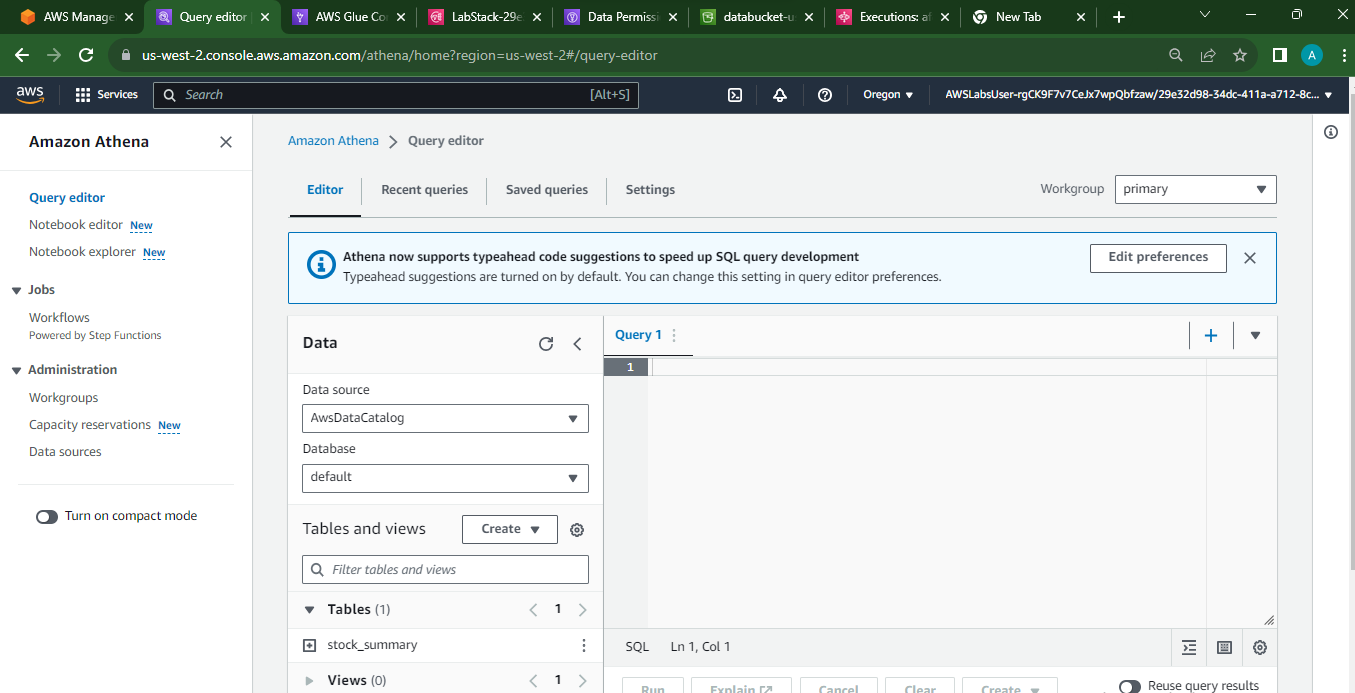 AWS Manage
Query editor
AWS Glue Co
LabStack-29e
Data Permiss
databucket-u
Executions: a
New Tab
us-west-2.console.aws.amazon.com/athena/home?region=us-west-2#/query-editor
A
aws
Services
Search
[Alt+S]
Oregon
AWSLabsUser-rgCK9F7v7CeJx7wpQbfzaw/29e32d98-34dc-411a-a712-8c...
Amazon Athena
Query editor
Notebook editor New
Notebook explorer New
Jobs
Workflows
Powered by Step Functions
Administration
Workgroups
Capacity reservations New
Data sources
Turn on compact mode
Amazon Athena
Query editor
Editor
Recent queries
Saved queries
Settings
Workgroup
primary
Athena now supports typeahead code suggestions to speed up SQL query development
Typeahead suggestions are turned on by default. You can change this setting in query editor preferences.
Edit preferences
Data
Data source
AwsDataCatalog
Database
default
Tables and views
Create
Filter tables and views
Tables (1)
1
stock_summary
Views (0)
1
Query 1
1
SQL
Ln 1, Col 1
Run
Explain
Cancel
Clear
Create
Reuse query results